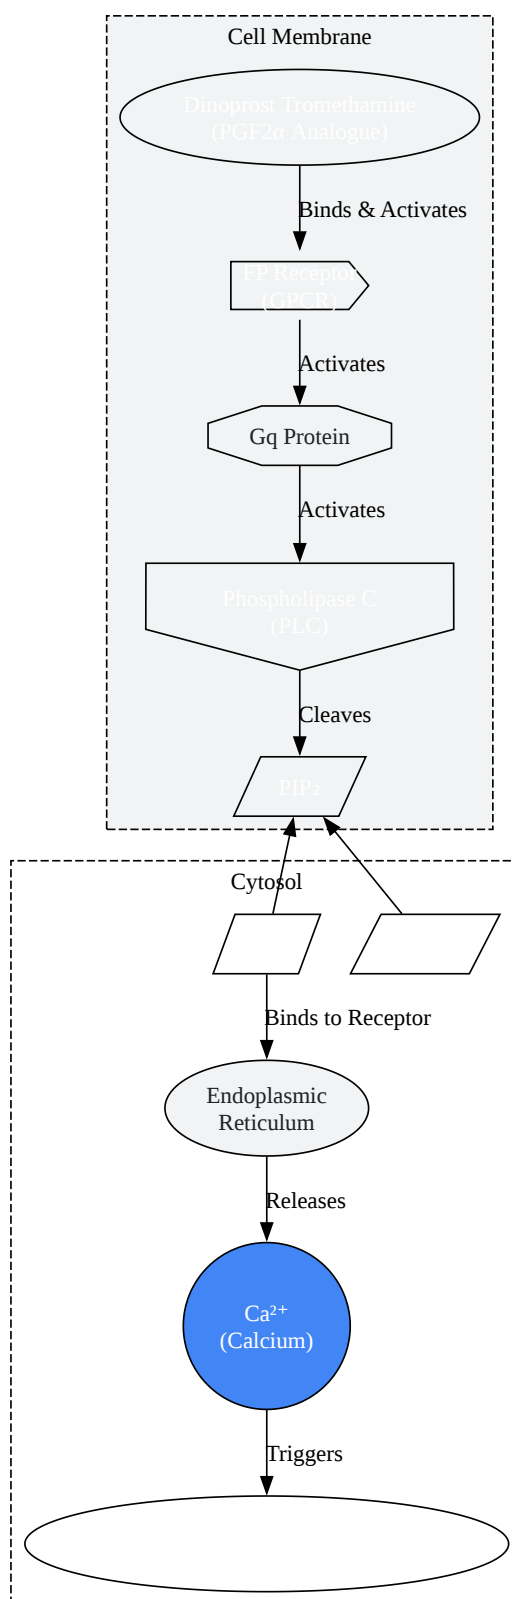 Cell Membrane
Dinoprost Tromethamine
(PGF2α Analogue)
Binds & Activates
FP Receptor
(GPCR)
Activates
Gq Protein
Activates
Phospholipase C
(PLC)
Cleaves
PIP₂
Cytosol
Binds to Receptor
Endoplasmic
Reticulum
Releases
Ca²⁺
(Calcium)
Triggers